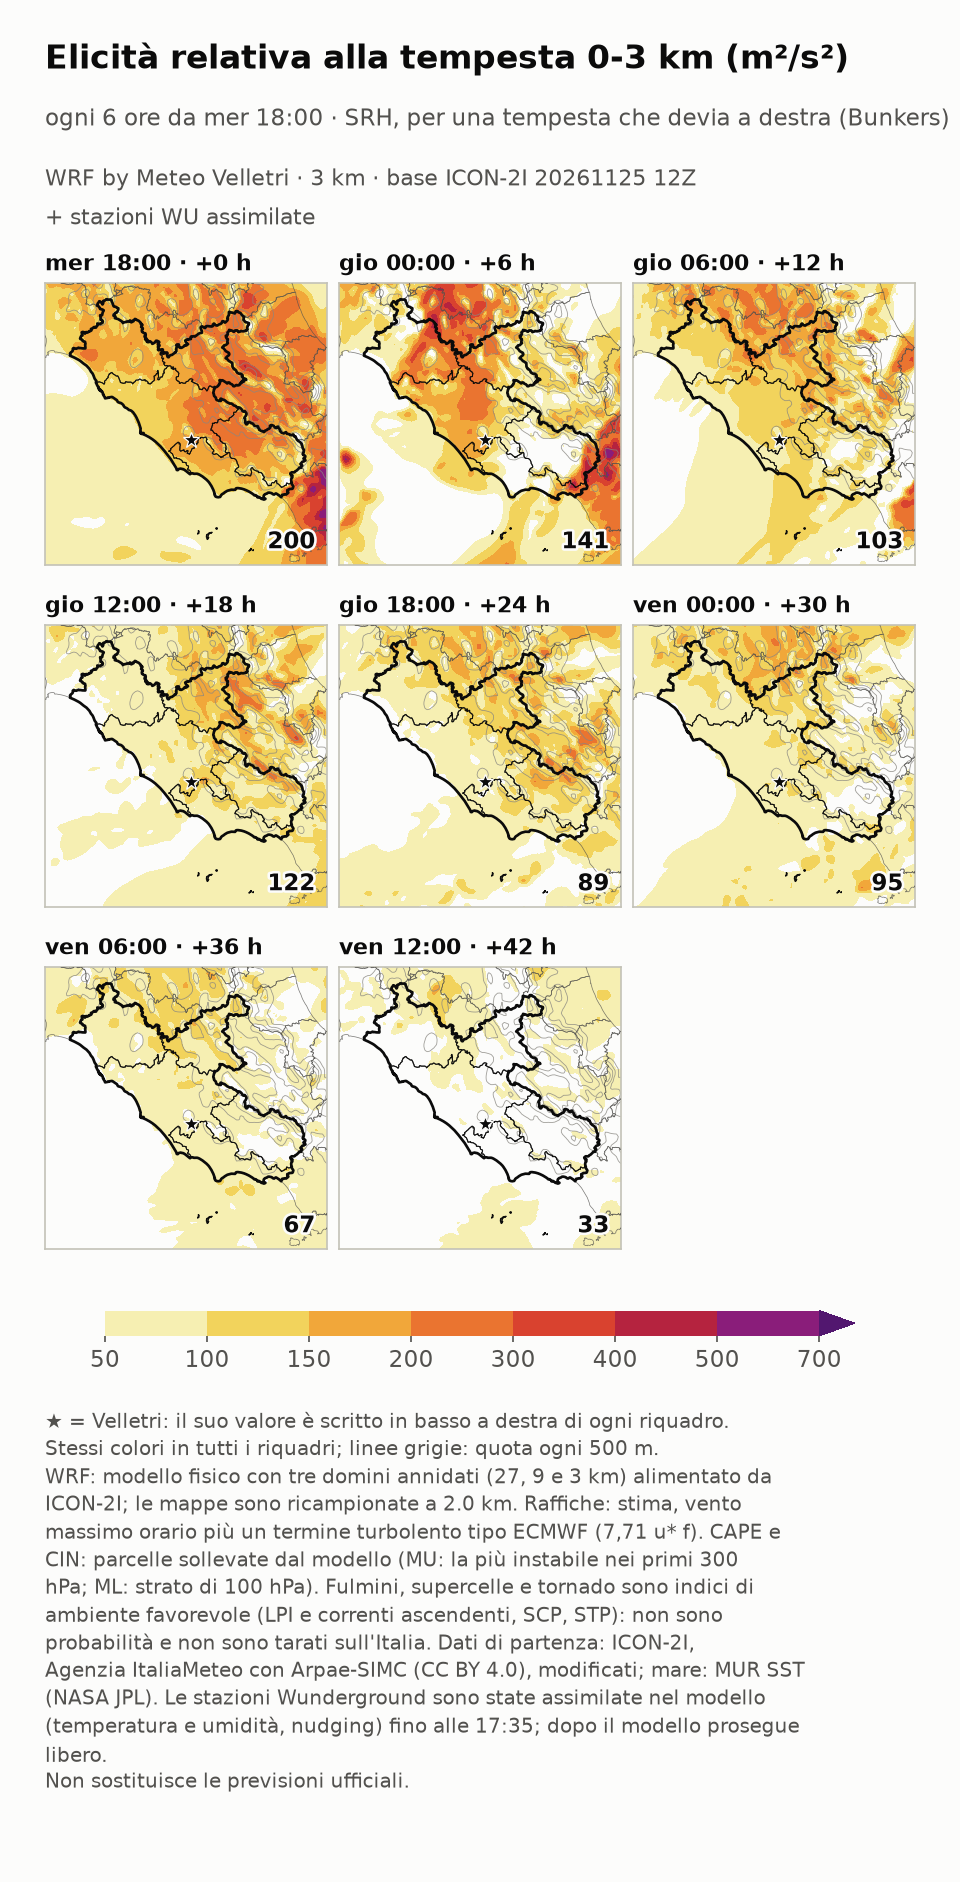 Elicità relativa alla tempesta 0-3 km (m²/s²)
ogni 6 ore da mer 18:00 · SRH, per una tempesta che devia a destra (Bunkers)
WRF by Meteo Velletri · 3 km · base ICON-2I 20261125 12Z
+ stazioni WU assimilate
mer 18:00 · +0 h
gio 00:00 · +6 h
gio 06:00 · +12 h
200
141
103
gio 12:00 · +18 h
gio 18:00 · +24 h
ven 00:00 · +30 h
122
89
95
ven 06:00 · +36 h
ven 12:00 · +42 h
67
33
50 100 150 200 300 400 500 700
★ = Velletri: il suo valore è scritto in basso a destra di ogni riquadro.
Stessi colori in tutti i riquadri; linee grigie: quota ogni 500 m.
WRF: modello fisico con tre domini annidati (27, 9 e 3 km) alimentato da
ICON-2I; le mappe sono ricampionate a 2.0 km. Raffiche: stima, vento
massimo orario più un termine turbolento tipo ECMWF (7,71 u* f). CAPE e
CIN: parcelle sollevate dal modello (MU: la più instabile nei primi 300
hPa; ML: strato di 100 hPa). Fulmini, supercelle e tornado sono indici di
ambiente favorevole (LPI e correnti ascendenti, SCP, STP): non sono
probabilità e non sono tarati sull'Italia. Dati di partenza: ICON-2I,
Agenzia ItaliaMeteo con Arpae-SIMC (CC BY 4.0), modificati; mare: MUR SST
(NASA JPL). Le stazioni Wunderground sono state assimilate nel modello
(temperatura e umidità, nudging) fino alle 17:35; dopo il modello prosegue
libero.
Non sostituisce le previsioni ufficiali.